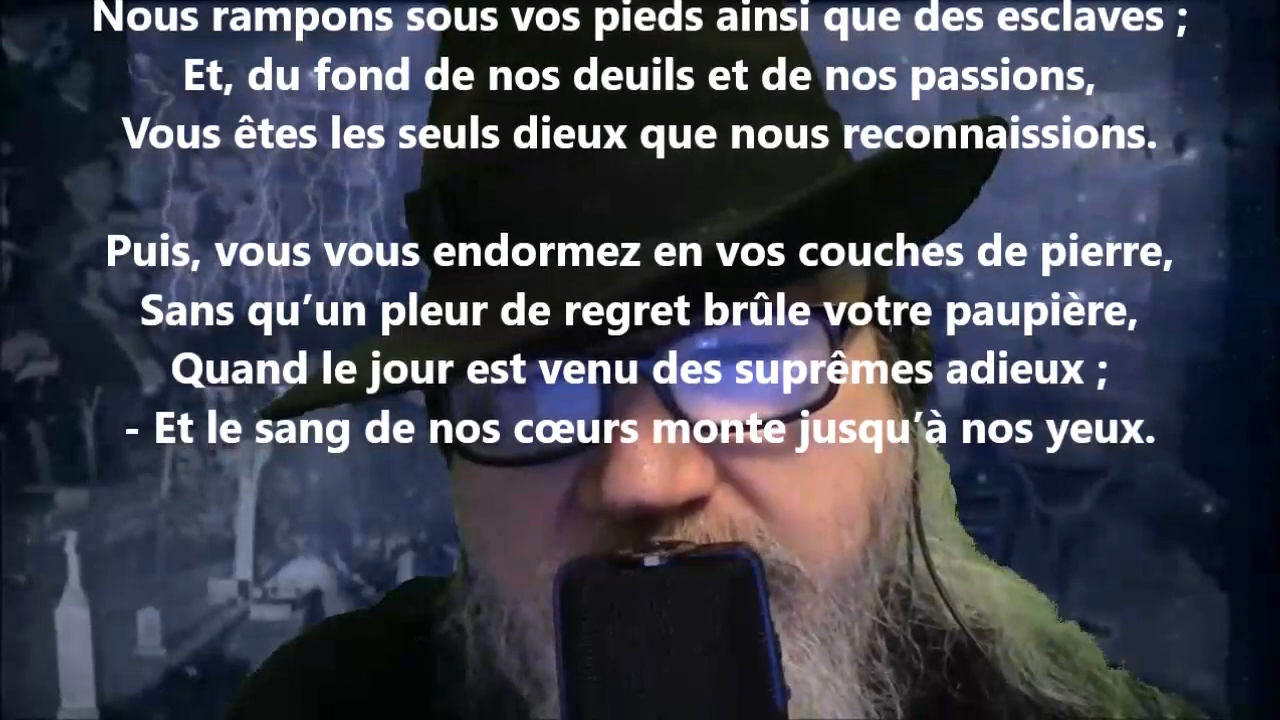 Nous rampons sous vos pieds ainsi que des esclaves ;
Et, du fond de nos deuils et de nos passions,
Vous êtes les seuls dieux que nous reconnaissions.
Puis, vous vous endormez en vos couches de pierre,
Sans qu’un pleur de regret brûle votre paupière,
Quand le jour est venu des suprêmes adieux ;
- Et le sang de nos cœurs monte jusqu’à nos yeux.